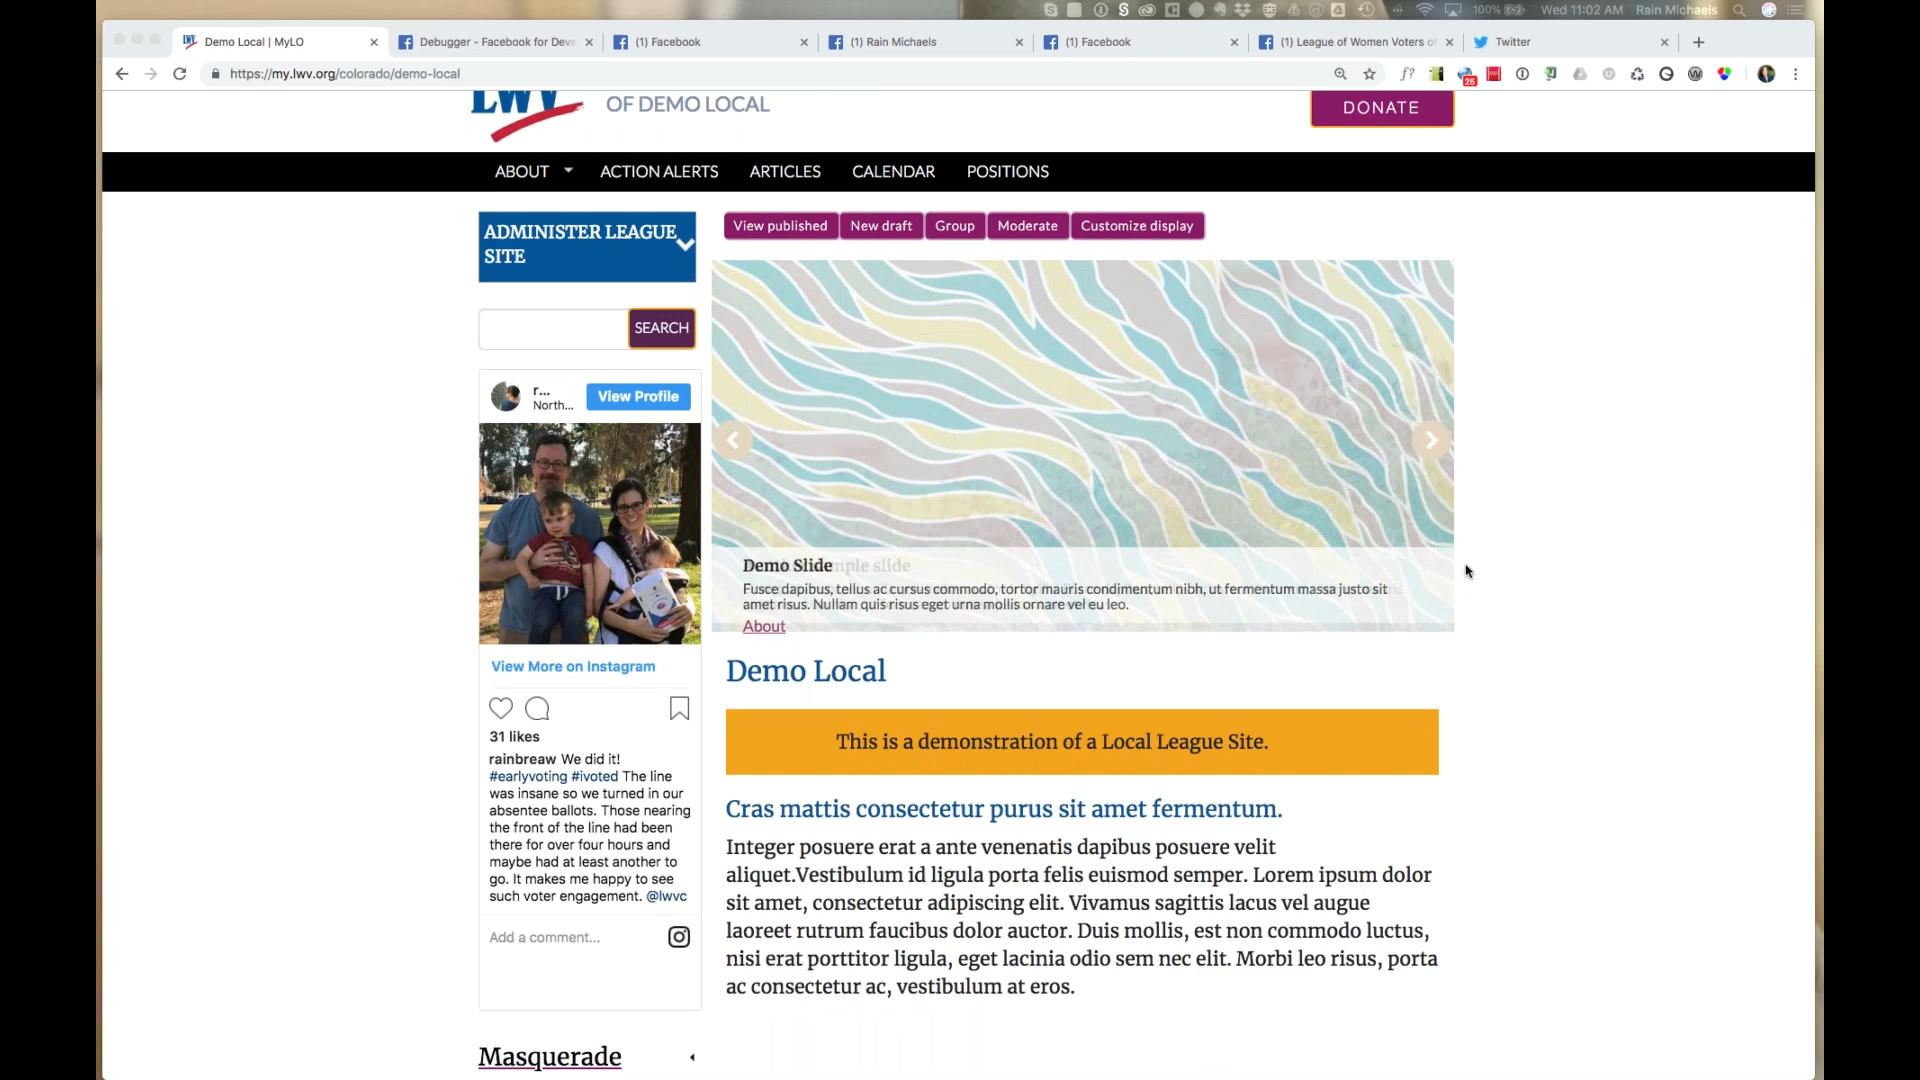 100%
Wed 11:02 AM
Rain Michaels
Demo Local | MyLO
Debugger - Facebook for Deve
(1) Facebook
(1) Rain Michaels
(1) Facebook
(1) League of Women Voters of
Twitter
https://my.lwv.org/colorado/demo-local
25
LWV
OF DEMO LOCAL
DONATE
ABOUT
ACTION ALERTS
ARTICLES
CALENDAR
POSITIONS
ADMINISTER LEAGUE
SITE
View published
New draft
Group
Moderate
Customize display
SEARCH
r...
North...
View Profile
Demo Slide
mple slide
Fusce dapibus, tellus ac cursus commodo, tortor mauris condimentum nibh, ut fermentum massa justo sit
amet risus. Nullam quis risus eget urna mollis ornare vel eu leo.
About
View More on Instagram
31 likes
rainbreaw We did it!
#earlyvoting #ivoted The line
was insane so we turned in our
absentee ballots. Those nearing
the front of the line had been
there for over four hours and
maybe had at least another to
go. It makes me happy to see
such voter engagement. @lwvc
Add a comment...
Masquerade
Demo Local
This is a demonstration of a Local League Site.
Cras mattis consectetur purus sit amet fermentum.
Integer posuere erat a ante venenatis dapibus posuere velit
aliquet.Vestibulum id ligula porta felis euismod semper. Lorem ipsum dolor
sit amet, consectetur adipiscing elit. Vivamus sagittis lacus vel augue
laoreet rutrum faucibus dolor auctor. Duis mollis, est non commodo luctus,
nisi erat porttitor ligula, eget lacinia odio sem nec elit. Morbi leo risus, porta
ac consectetur ac, vestibulum at eros.